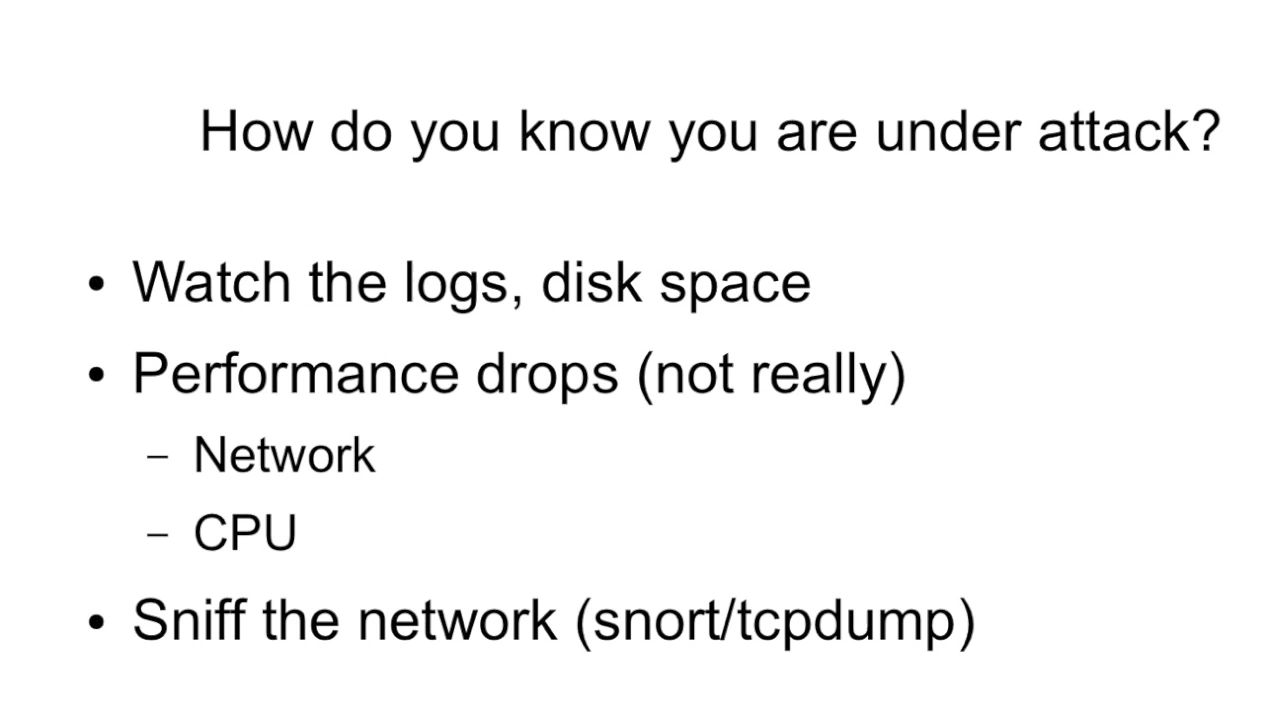 How do you know you are under attack?
• Watch the logs, disk space
• Performance drops (not really)
– Network
– CPU
• Sniff the network (snort/tcpdump)